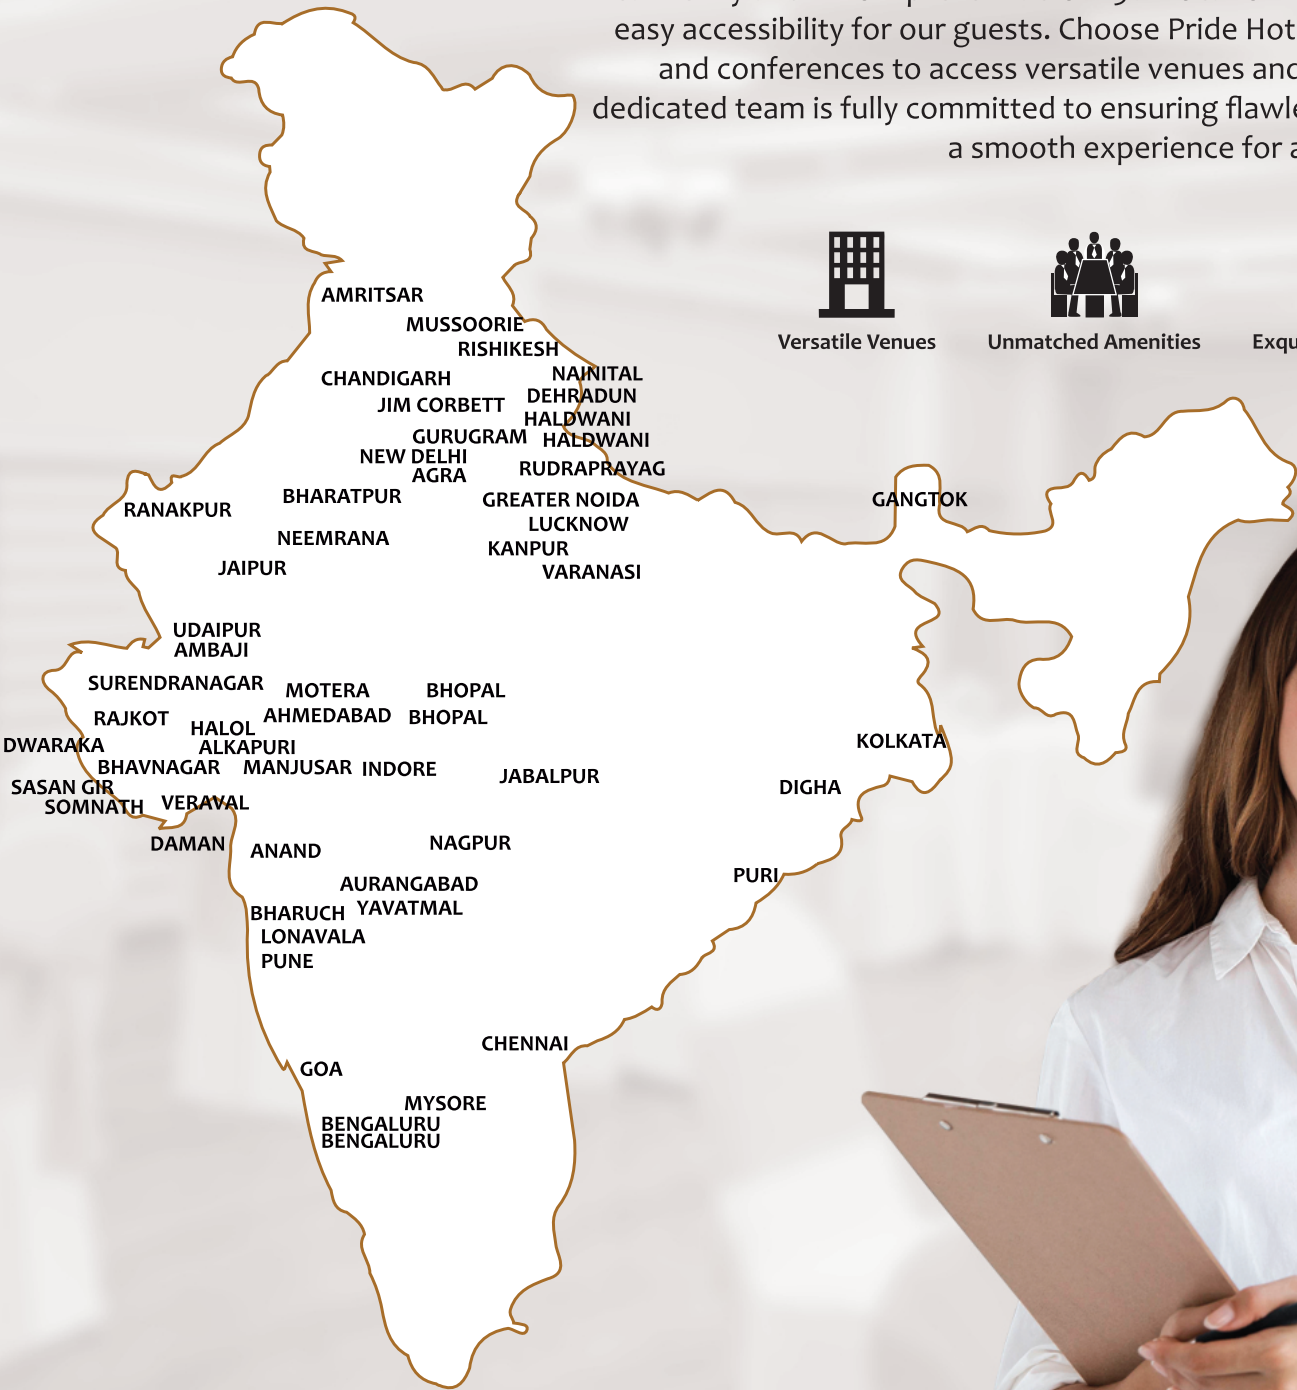 easy accessibility for our guests. Choose Pride Hot
and conferences to access versatile venues and
dedicated team is fully committed to ensuring flawle
a smooth experience for a
Versatile Venues
Unmatched Amenities
Exqu
AMRITSAR
MUSSOORIE
RISHIKESH
NAINITAL
CHANDIGARH
DEHRADUN
JIM CORBETT
HALDWANI
GURUGRAM
HALDWANI
NEW DELHI
RUDRAPRAYAG
AGRA
BHARATPUR
GREATER NOIDA
GANGTOK
RANAKPUR
LUCKNOW
NEEMRANA
KANPUR
JAIPUR
VARANASI
UDAIPUR
AMBAJI
SURENDRANAGAR
MOTERA
BHOPAL
RAJKOT
AHMEDABAD
BHOPAL
HALOL
DWARAKA
ALKAPURI
KOLKATA
BHAVNAGAR
MANJUSAR
INDORE
JABALPUR
SASAN GIR
DIGHA
SOMNATH
VERAVAL
DAMAN
ANAND
NAGPUR
PURI
AURANGABAD
BHARUCH
YAVATMAL
LONAVALA
PUNE
CHENNAI
GOA
MYSORE
BENGALURU
BENGALURU